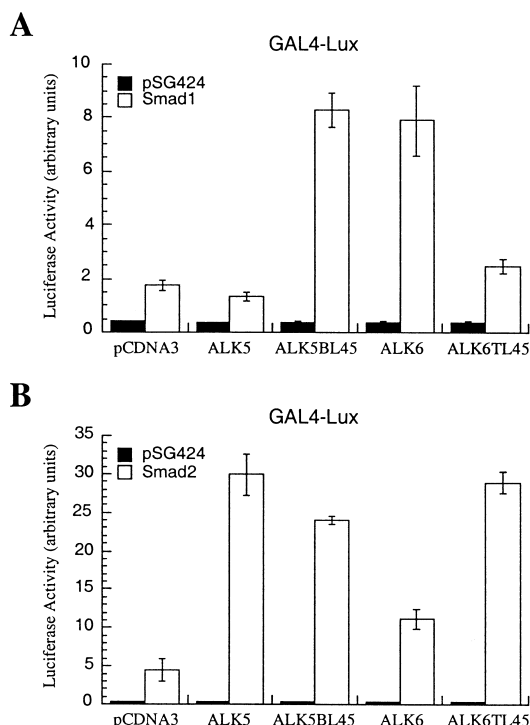 A
GAL4-Lux
pSG424
Smad1
Luciferase Activity (arbitrary units)
10
8
6
4
2
0
pCDNA3 ALK5 ALK5BL45 ALK6 ALK6TL45
B
GAL4-Lux
pSG424
Smad2
Luciferase Activity (arbitrary units)
35
30
25
20
15
10
5
0
pCDNA3 ALK5 ALK5BL45 ALK6 ALK6TL45